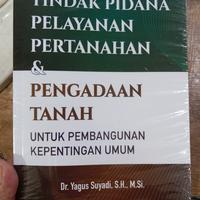 TINDAK PIDANA
PELAYANAN
PERTANAHAN
&
PENGADAAN
TANAH
UNTUK PEMBANGUNAN
KEPENTINGAN UMUM
Dr. Yagus Suyadi, S.H., M.Si.